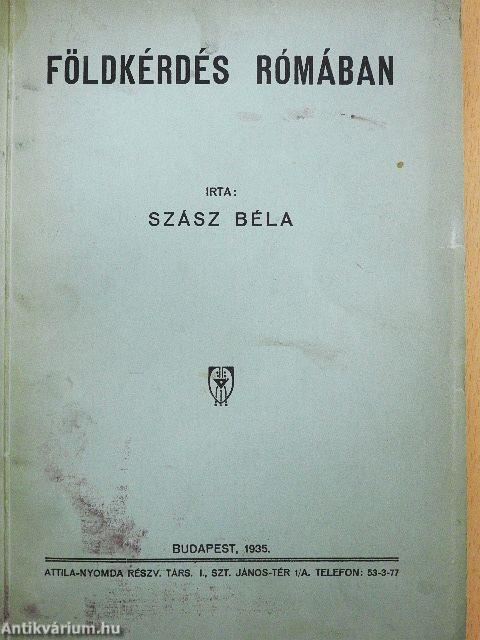 FÖLDKÉRDÉS RÓMÁBAN
IRTA:
SZÁSZ BÉLA
BUDAPEST, 1935.
ATTILA-NYOMDA RÉSZV. TÁRS. I., SZT. JÁNOS-TÉR 1/A. TELEFON: 53-3-77
Antikvárium.hu